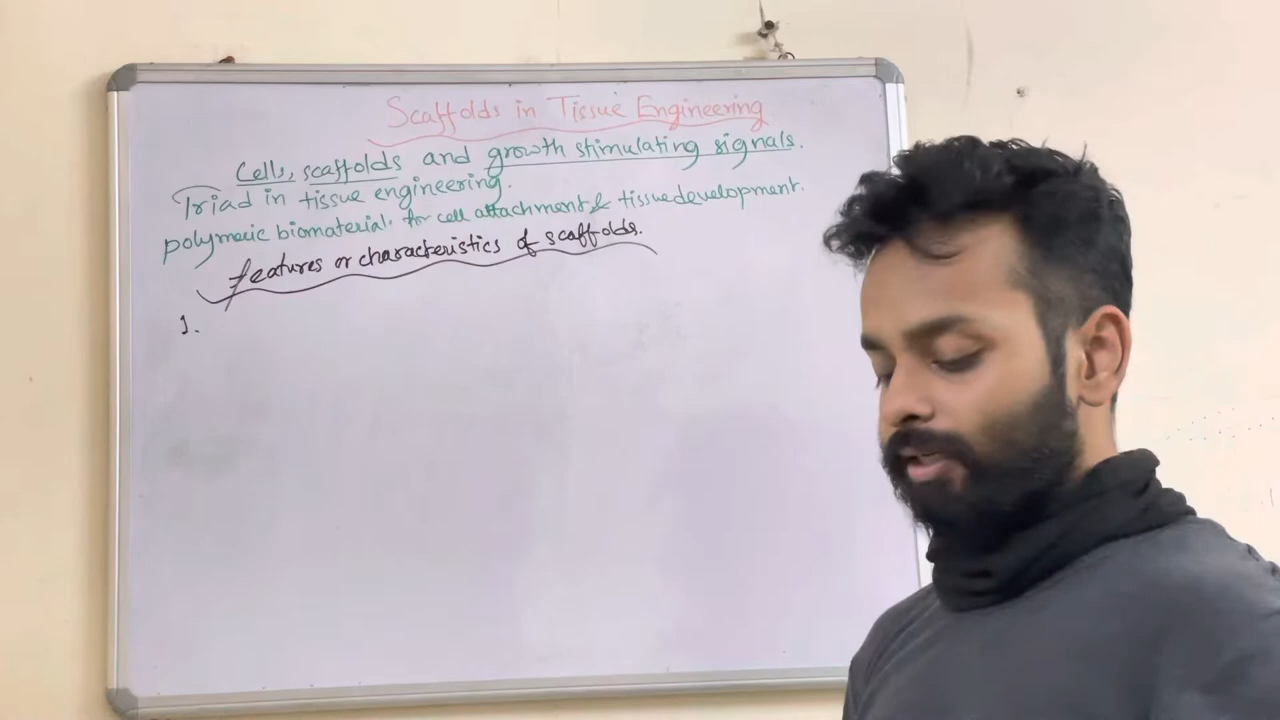 Scaffolds in Tissue Engineering
Cells, scaffolds and growth stimulating signals.
Triad in tissue engineering.
polymeric biomaterial. for cell attachment & tissue development.
features or characteristics of scaffolds.
1.